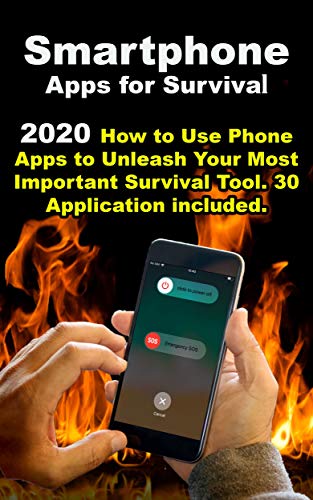 Smartphone
Apps for Survival
2020 How to Use Phone
Apps to Unleash Your Most
Important Survival Tool. 30
Application included.
slide to power off
SOS Emergency SOS
Cancel